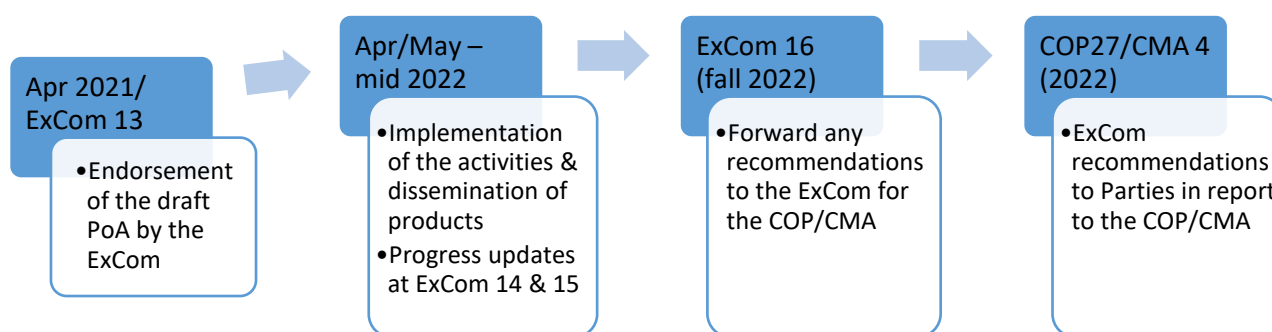 Apr 2021/
ExCom 13
•Endorsement
of the draft
PoA by the
ExCom
Apr/May –
mid 2022
•Implementation
of the activities &
dissemination of
products
•Progress updates
at ExCom 14 & 15
ExCom 16
(fall 2022)
•Forward any
recommendations
to the ExCom for
the COP/CMA
COP27/CMA 4
(2022)
•ExCom
recommendations
to Parties in report
to the COP/CMA